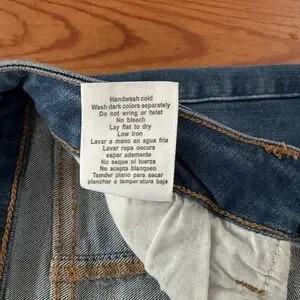 Handwash cold
Wash dark colors separately
Do not wring or twist
No bleach
Lay flat to dry
Low iron
Lavar a mano en agua fria
Lavar ropa oscura
separ ademente
No seque ni tuerza
No acepta blanqueo
Tender plano para secar
planchar a temper atura baja